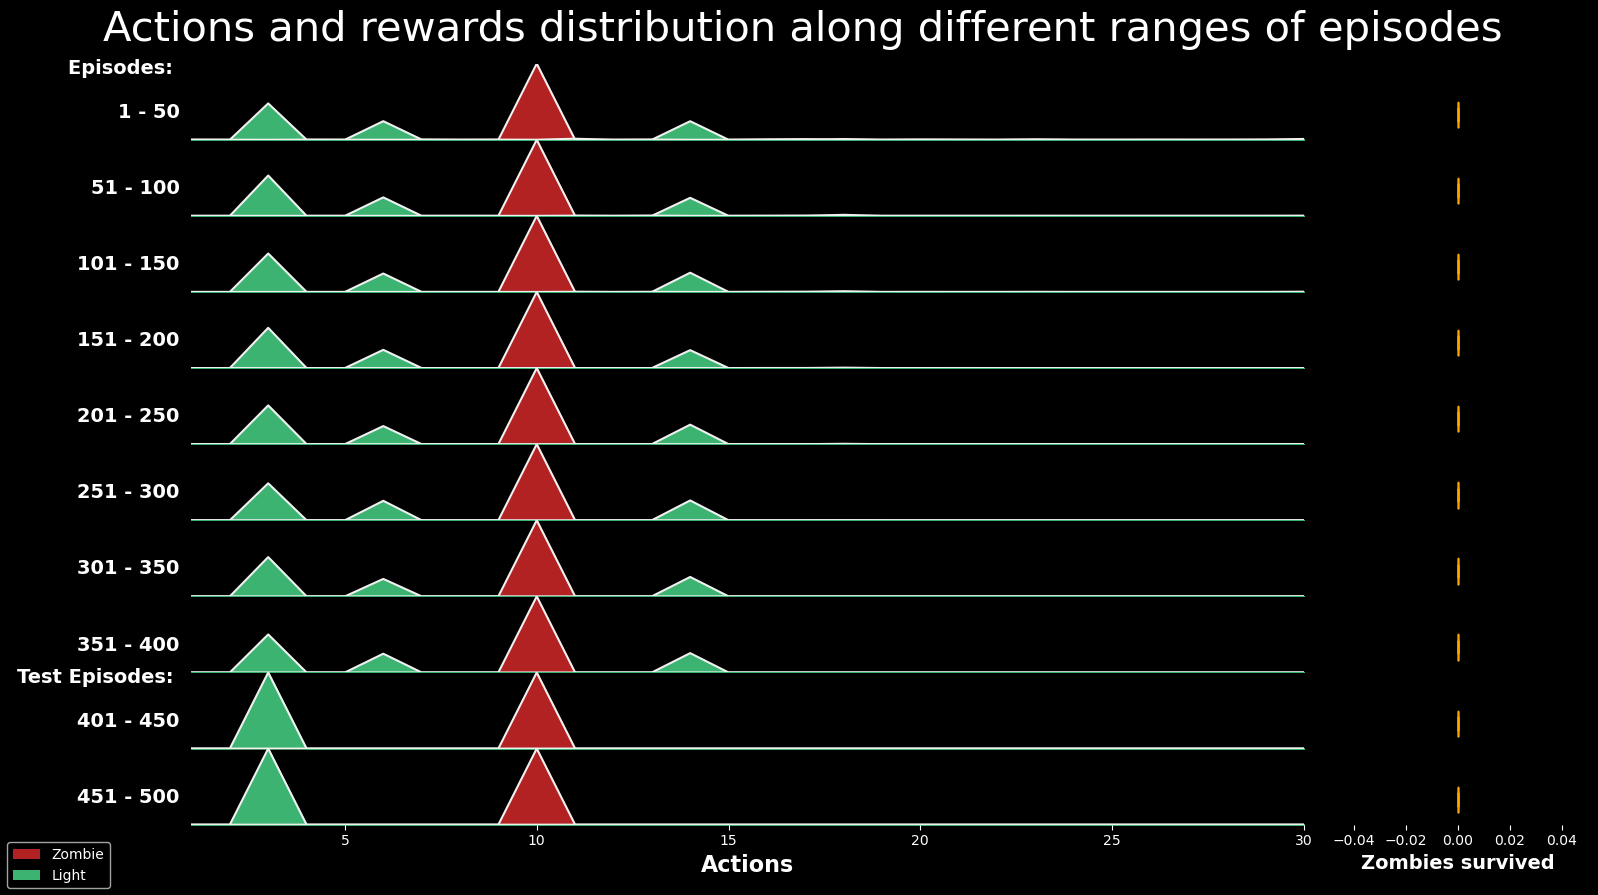 Actions and rewards distribution along different ranges of episodes
Episodes:
1 - 50
51 - 100
101 - 150
151 - 200
201 - 250
251 - 300
301 - 350
351 - 400
Test Episodes:
401 - 450
451 - 500
5 10 15 20 25 30
Actions
−0.04 −0.02 0.00 0.02 0.04
Zombies survived
Zombie
Light